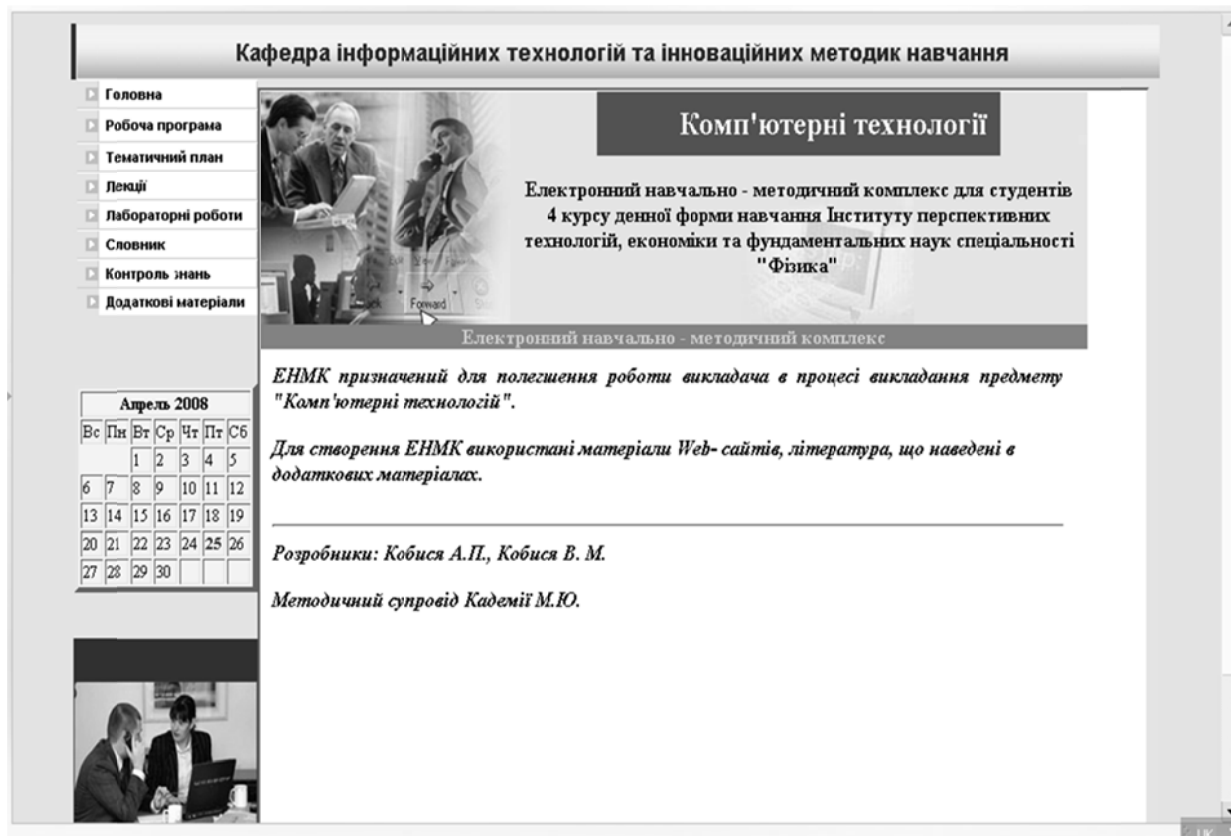 Кафедра інформаційних технологій та інноваційних методик навчання
Головна
Робоча програма
Тематичний план
Лекції
Лабораторні роботи
Словник
Контроль знань
Додаткові матеріали
Комп'ютерні технології
Електронний навчально - методичний комплекс для студентів
4 курсу денної форми навчання Інституту перспективних
технологій, економіки та фундаментальних наук спеціальності
"Фізика"
Forward
Електронний навчально - методичний комплекс
ЕНМК призначений для полегшення роботи викладача в процесі викладання предмету
"Комп'ютерні технологій".
Для створення ЕНМК використані матеріали Web- сайтів, література, що наведені в
додаткових матеріалах.
Розробники: Кобися А.П., Кобися В. М.
Методичний супровід Кадемії М.Ю.
Апрель 2008
Вс Пн Вт Ср Чт Пт Сб
1 2 3 4 5
6 7 8 9 10 11 12
13 14 15 16 17 18 19
20 21 22 23 24 25 26
27 28 29 30